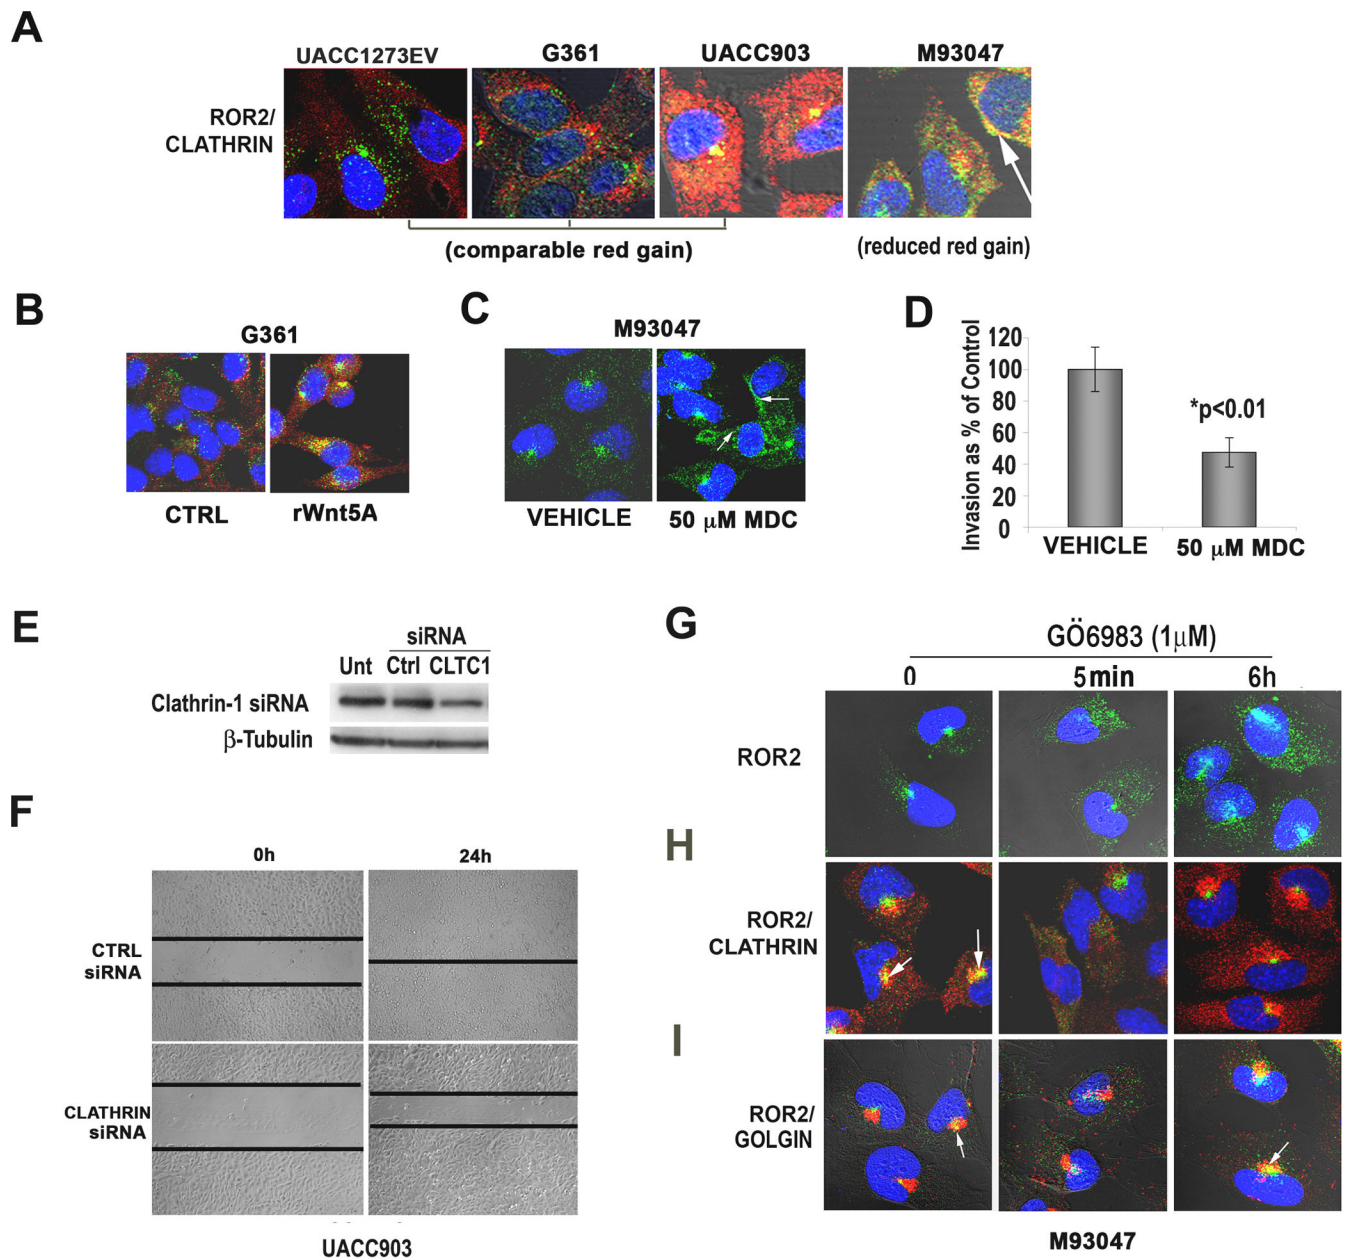 A
UACC1273EV G361 UACC903 M93047
ROR2/
CLATHRIN
(comparable red gain) (reduced red gain)
B
G361
CTRL rWnt5A
C
M93047
VEHICLE 50 μM MDC
D
Invasion as % of Control
120
100
80
60
40
20
0
*p<0.01
VEHICLE 50 μM MDC
E
siRNA
Unt Ctrl CLTC1
Clathrin-1 siRNA
β-Tubulin
F
0h 24h
CTRL
siRNA
CLATHRIN
siRNA
UACC903
G
GÖ6983 (1μM)
0 5min 6h
ROR2
H
ROR2/
CLATHRIN
I
ROR2/
GOLGIN
M93047